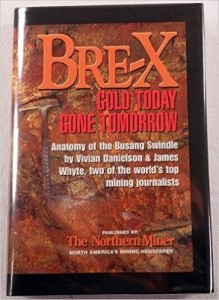 BRE-X
GOLD TODAY
GONE TOMORROW
Anatomy of the Busang Swindle
by Vivian Danielson & James
Whyte, two of the world's top
mining journalists
PUBLISHED BY:
The Northern Miner
NORTH AMERICA'S MINING NEWSPAPER